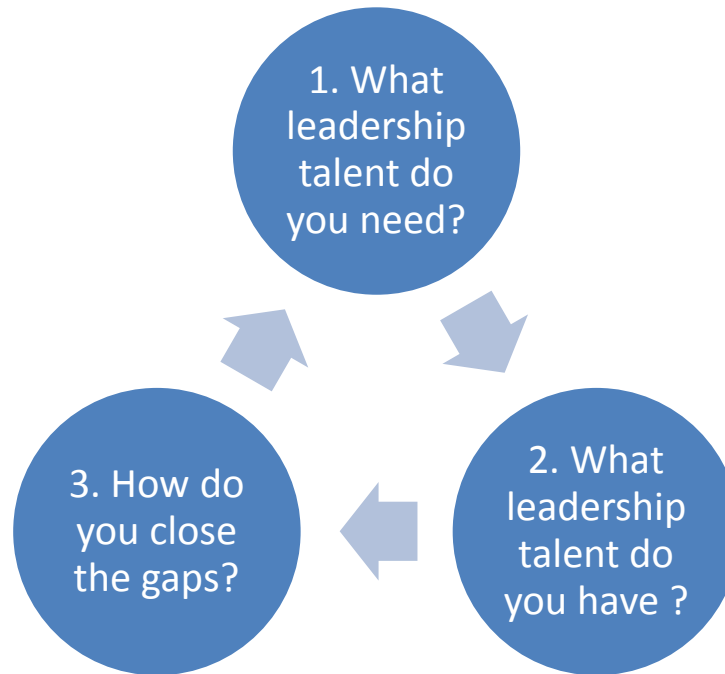 1. What
leadership
talent do
you need?
2. What
leadership
talent do
you have ?
3. How do
you close
the gaps?